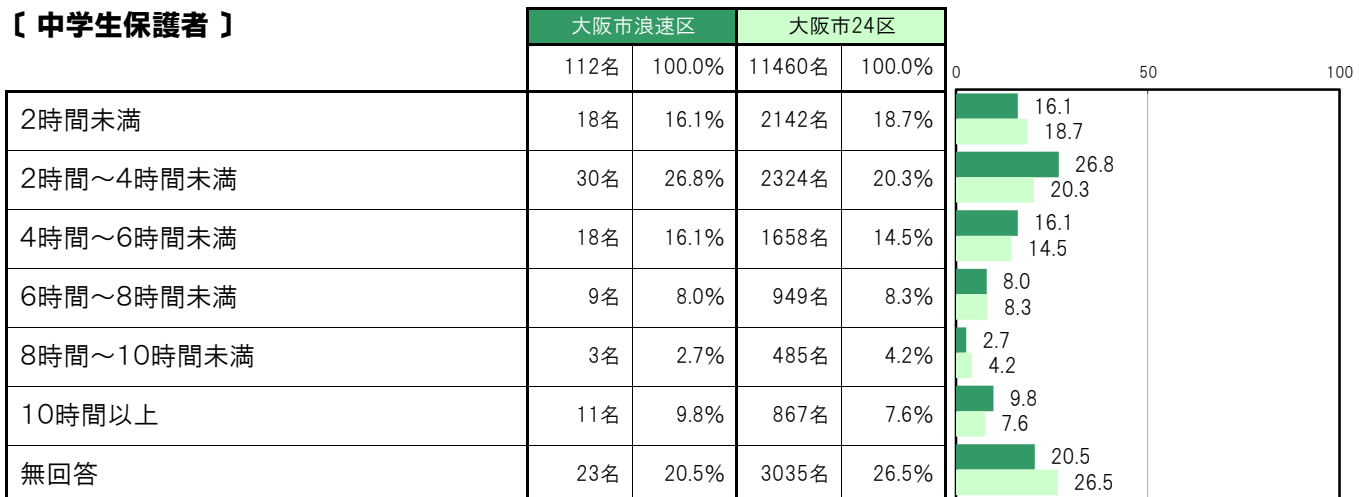 〔 中学生保護者 〕
大阪市浪速区 大阪市24区
112名 100.0% 11460名 100.0%
0 50 100
2時間未満 18名 16.1% 2142名 18.7%
16.1
18.7
2時間～4時間未満 30名 26.8% 2324名 20.3%
26.8
20.3
4時間～6時間未満 18名 16.1% 1658名 14.5%
16.1
14.5
6時間～8時間未満 9名 8.0% 949名 8.3%
8.0
8.3
8時間～10時間未満 3名 2.7% 485名 4.2%
2.7
4.2
10時間以上 11名 9.8% 867名 7.6%
9.8
7.6
無回答 23名 20.5% 3035名 26.5%
20.5
26.5